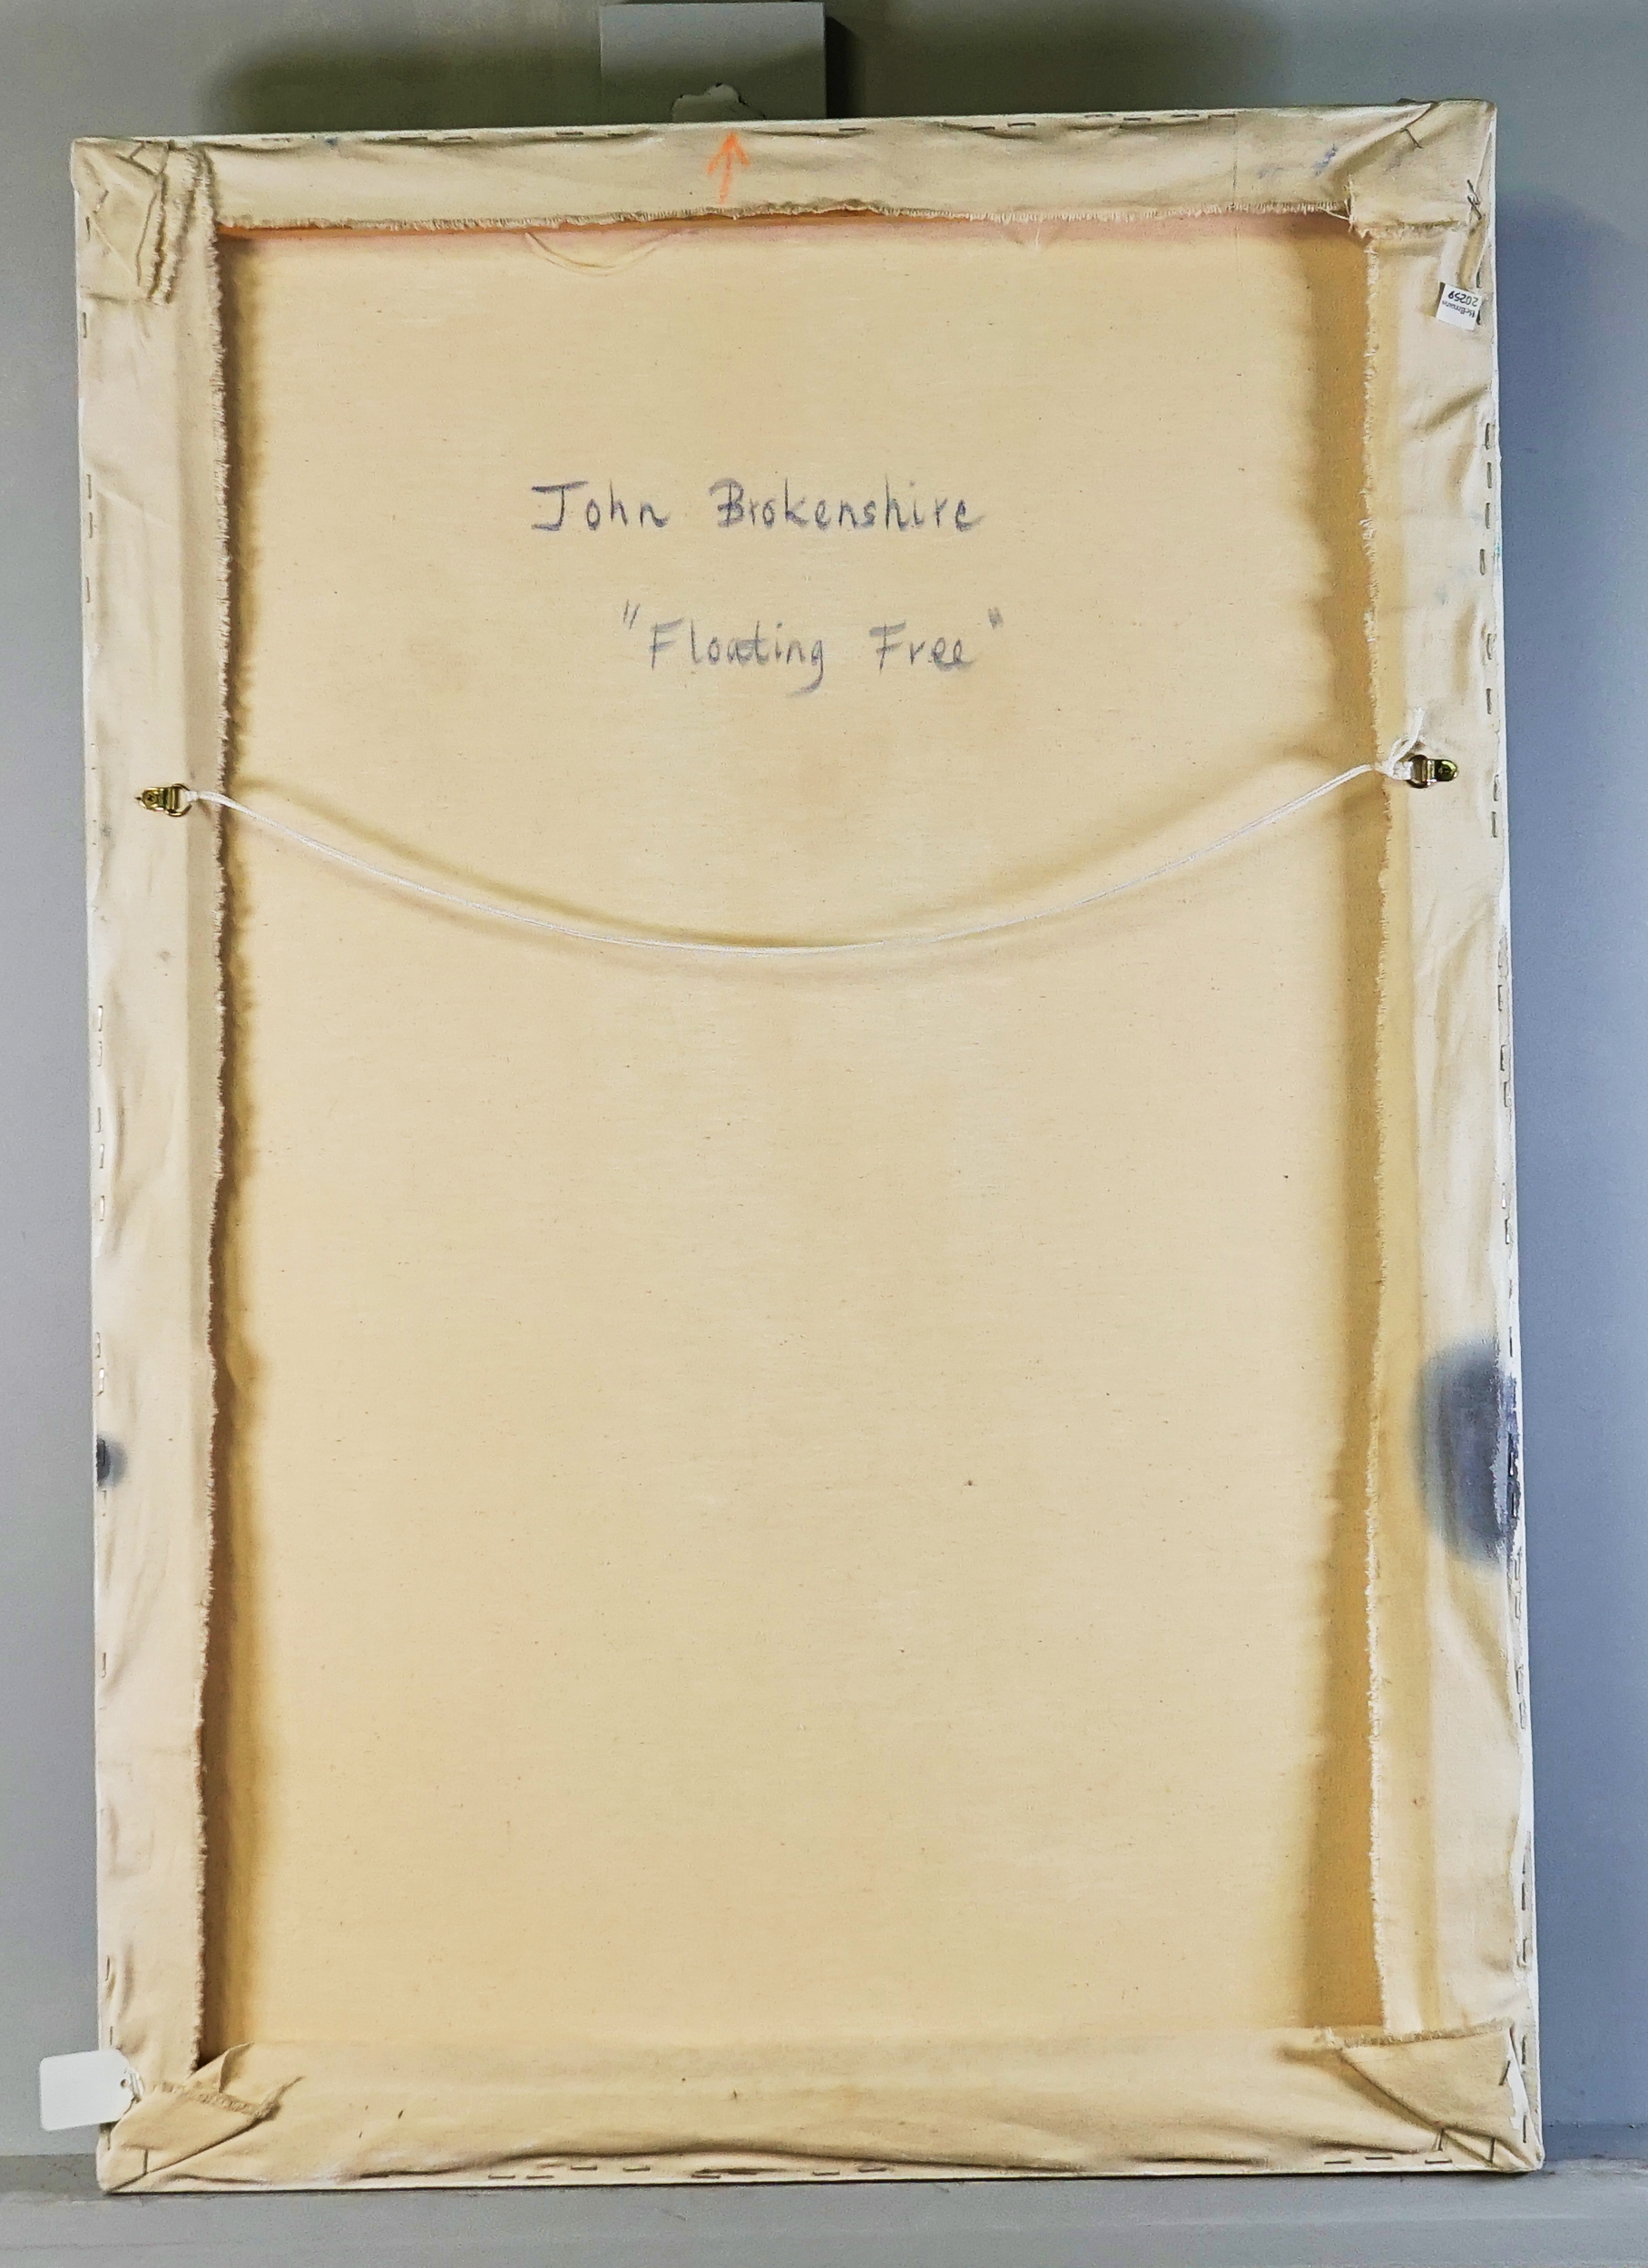 John Brokenshire
"Floating Free"
20259